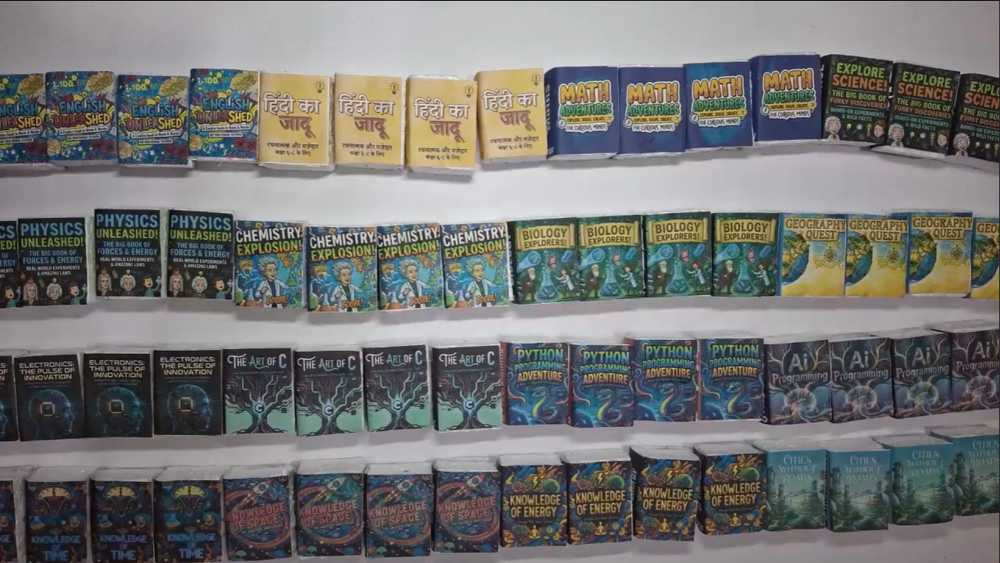 ENGLISH
UNLEASHED
ENGLISH
UNLEASHED
ENGLISH
UNLEASHED
ENGLISH
UNLEASHED
हिंदी का
जादू
रचनात्मक और मज़ेदार
कक्षा ६-८ के लिए
हिंदी का
जादू
रचनात्मक और मज़ेदार
कक्षा ६-८ के लिए
हिंदी का
जादू
रचनात्मक और मज़ेदार
कक्षा ६-८ के लिए
हिंदी का
जादू
रचनात्मक और मज़ेदार
कक्षा ६-८ के लिए
MATH
ADVENTURES
EXPLORE, SOLVE, CREATE
FOR CURIOUS MINDS
MATH
ADVENTURES
EXPLORE, SOLVE, CREATE
FOR CURIOUS MINDS
MATH
ADVENTURES
EXPLORE, SOLVE, CREATE
FOR CURIOUS MINDS
MATH
ADVENTURES
EXPLORE, SOLVE, CREATE
FOR CURIOUS MINDS
EXPLORE
SCIENCE!
THE BIG BOOK OF
FUNKY DISCOVERIES
HANDS-ON EXPERIMENTS
& WILD FACTS
EXPLORE
SCIENCE!
THE BIG BOOK OF
FUNKY DISCOVERIES
HANDS-ON EXPERIMENTS
& WILD FACTS
EXPLORE
SCIENC
THE BIG BOO
FUNKY DISCOV
HANDS-ON EXPER
& WILD FACTS
CS
ED!
OF
ERGY
PHYSICS
UNLEASHED!
THE BIG BOOK OF
FORCES & ENERGY
REAL-WORLD EXPERIMENTS
& AMAZING LAWS
PHYSICS
UNLEASHED!
THE BIG BOOK OF
FORCES & ENERGY
REAL-WORLD EXPERIMENTS
& AMAZING LAWS
PHYSICS
UNLEASHED!
THE BIG BOOK OF
FORCES & ENERGY
REAL-WORLD EXPERIMENTS
& AMAZING LAWS
CHEMISTRY
EXPLOSION!
BOOM!
CHEMISTRY
EXPLOSION!
BOOM!
CHEMISTRY
EXPLOSION!
BOOM!
CHEMISTRY
EXPLOSION!
BOOM!
BIOLOGY
EXPLORERS!
BIOLOGY
EXPLORERS!
BIOLOGY
EXPLORERS!
BIOLOGY
EXPLORERS!
GEOGRAPHY
QUEST
GEOGRAPHY
QUEST
GEOGRAPHY
QUEST
GEOG
QU
ELECTRONICS:
THE PULSE OF
INNOVATION
ELECTRONICS:
THE PULSE OF
INNOVATION
ELECTRONICS:
THE PULSE OF
INNOVATION
THE ART OF C
THE ART OF C
THE ART OF C
THE ART OF C
PYTHON
PROGRAMMING
ADVENTURE
PYTHON
PROGRAMMING
ADVENTURE
PYTHON
PROGRAMMING
ADVENTURE
PYTHON
PROGRAMMING
ADVENTURE
Ai
Programming
Ai
Programming
Ai
Programming
Ai
Programming
KNOWLEDGE
OF
TIME
KNOWLEDGE
OF
TIME
KNOWLEDGE
OF
TIME
KNOWLEDGE
OF SPACE
KNOWLEDGE
OF SPACE
KNOWLEDGE
OF SPACE
KNOWLEDGE
OF SPACE
KNOWLEDGE
OF ENERGY
KNOWLEDGE
OF ENERGY
KNOWLEDGE
OF ENERGY
KNOWLEDGE
OF ENERGY
CITIES
WITHOUT
ROADS
CITIES
WITHOUT
ROADS
CITIES
WITHOUT
ROADS
CITIES
WITHOUT
ROADS